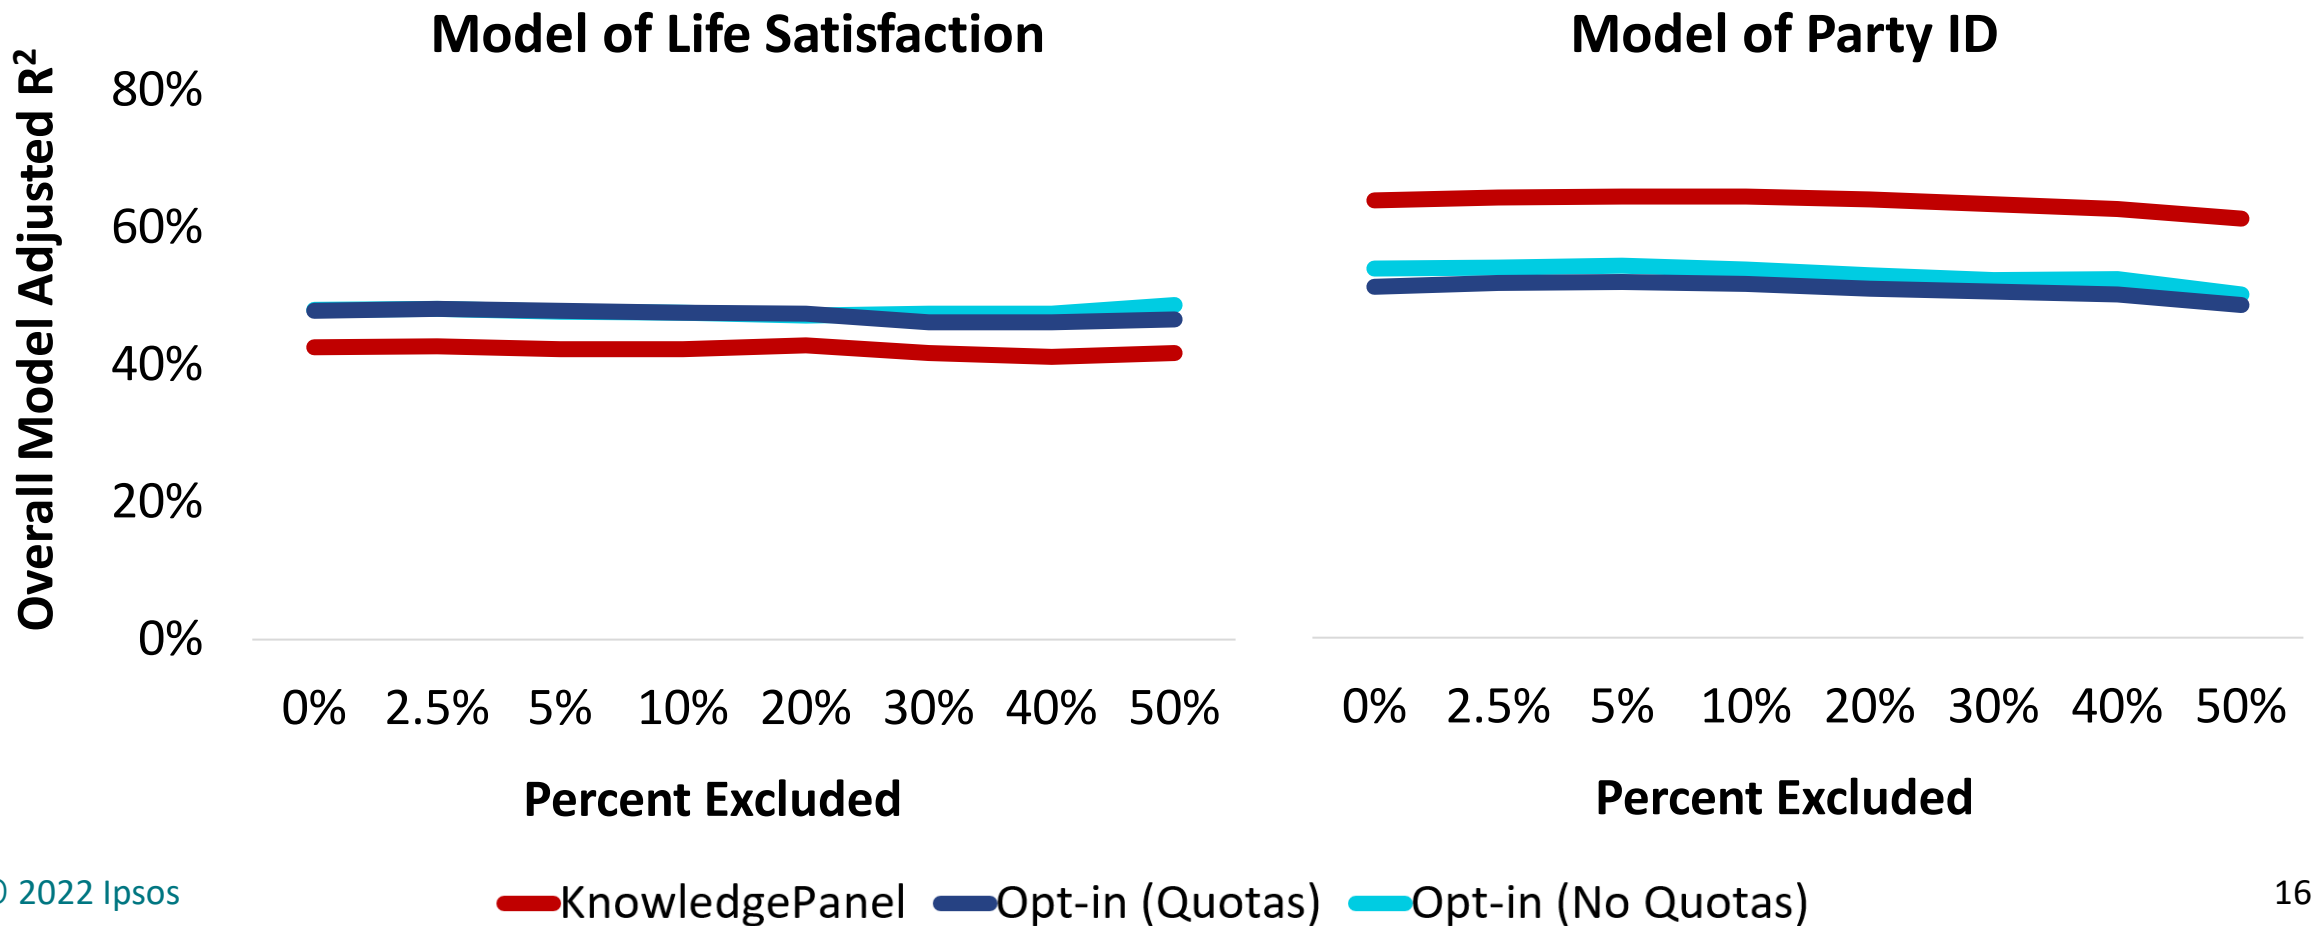 Model of Life Satisfaction
Model of Party ID
Overall Model Adjusted R²
80%
60%
40%
20%
0%
0% 2.5% 5% 10% 20% 30% 40% 50%
0% 2.5% 5% 10% 20% 30% 40% 50%
Percent Excluded
Percent Excluded
© 2022 Ipsos
KnowledgePanel Opt-in (Quotas) Opt-in (No Quotas)
16